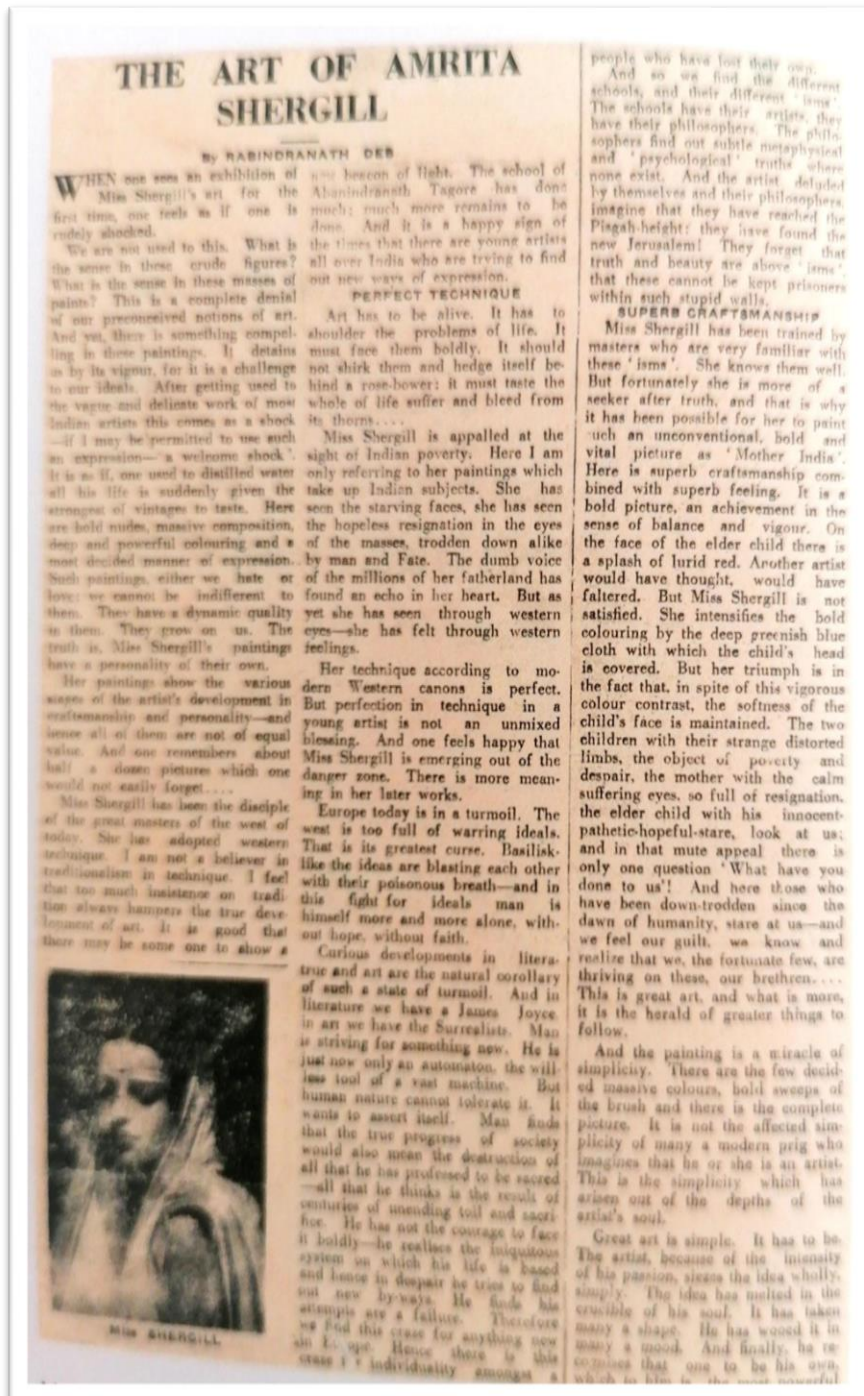 THE ART OF AMRITA
SHERGILL
By RABINDRANATH DEB
WHEN one sees an exhibition of
Miss Shergill's art for the
first time, one feels as if one is
rudely shocked.
We are not used to this. What is
the sense in these crude figures?
What is the sense in these masses of
paints? This is a complete denial
of our preconceived notions of art.
And yet, there is something compel-
ling in these paintings. It detains
us by its vigour, for it is a challenge
to our ideals. After getting used to
the vague and delicate work of most
Indian artists this comes as a shock
—if I may be permitted to use such
an expression—'a welcome shock'.
It is as if, one used to distilled water
all his life is suddenly given the
strongest of vintages to taste. Here
are bold nudes, massive composition,
deep and powerful colouring and a
most decided manner of expression.
Such paintings, either we hate or
love; we cannot be indifferent to
them. They have a dynamic quality
in them. They grow on us. The
truth is, Miss Shergill's paintings
have a personality of their own.
Her paintings show the various
stages of the artist's development in
craftsmanship and personality—and
hence all of them are not of equal
value. And one remembers about
half a dozen pictures which one
would not easily forget....
Miss Shergill has been the disciple
of the great masters of the west of
today. She has adopted western
technique. I am not a believer in
traditionalism in technique. I feel
that too much insistence on tradi-
tion always hampers the true deve-
lopment of art. It is good that
there may be some one to show a
Miss SHERGILL
new beacon of light. The school of
Abanindranath Tagore has done
much; much more remains to be
done. And it is a happy sign of
the times that there are young artists
all over India who are trying to find
out new ways of expression.
PERFECT TECHNIQUE
Art has to be alive. It has to
shoulder the problems of life. It
must face them boldly. It should
not shirk them and hedge itself be-
hind a rose-bower; it must taste the
whole of life suffer and bleed from
its thorns....
Miss Shergill is appalled at the
sight of Indian poverty. Here I am
only referring to her paintings which
take up Indian subjects. She has
seen the starving faces, she has seen
the hopeless resignation in the eyes
of the masses, trodden down alike
by man and Fate. The dumb voice
of the millions of her fatherland has
found an echo in her heart. But as
yet she has seen through western
eyes—she has felt through western
feelings.
Her technique according to mo-
dern Western canons is perfect.
But perfection in technique in a
young artist is not an unmixed
blessing. And one feels happy that
Miss Shergill is emerging out of the
danger zone. There is more mean-
ing in her later works.
Europe today is in a turmoil. The
west is too full of warring ideals.
That is its greatest curse. Basilisk-
like the ideas are blasting each other
with their poisonous breath—and in
this fight for ideals man is
himself more and more alone, with-
out hope, without faith.
Curious developments in litera-
true and art are the natural corollary
of such a state of turmoil. And in
literature we have a James Joyce
in art we have the Surrealists. Man
is striving for something new. He is
just now only an automaton, the will-
less tool of a vast machine. But
human nature cannot tolerate it. It
wants to assert itself. Man finds
that the true progress of society
would also mean the destruction of
all that he has professed to be sacred
—all that he thinks is the result of
centuries of unending toil and sacri-
fice. He has not the courage to face
it boldly—he realises the iniquitous
system on which his life is based
and hence in despair he tries to find
out new by-ways. He finds his
attempts are a failure. Therefore
we find this craze for anything new
in Hence there is this
craze individuality amongst a
people who have lost their own.
And so we find the different
schools, and their different 'isms'.
The schools have their artists, they
have their philosophers. The philo-
sophers find out subtle metaphysical
and 'psychological' truths where
none exist. And the artist deluded
by themselves and their philosophers,
imagine that they have reached the
Pisgah-height; they have found the
new Jerusalem! They forget that
truth and beauty are above 'isms',
that these cannot be kept prisoners
within such stupid walls.
SUPERB CRAFTSMANSHIP
Miss Shergill has been trained by
masters who are very familiar with
these 'isms'. She knows them well.
But fortunately she is more of a
seeker after truth, and that is why
it has been possible for her to paint
uch an unconventional, bold and
vital picture as 'Mother India'.
Here is superb craftsmanship com-
bined with superb feeling. It is a
bold picture, an achievement in the
sense of balance and vigour. On
the face of the elder child there is
a splash of lurid red. Another artist
would have thought, would have
faltered. But Miss Shergill is not
satisfied. She intensifies the bold
colouring by the deep greenish blue
cloth with which the child's head
is covered. But her triumph is in
the fact that, in spite of this vigorous
colour contrast, the softness of the
child's face is maintained. The two
children with their strange distorted
limbs, the object of poverty and
despair, the mother with the calm
suffering eyes, so full of resignation,
the elder child with his innocent-
pathetic-hopeful-stare, look at us;
and in that mute appeal there is
only one question 'What have you
done to us'! And here those who
have been down-trodden since the
dawn of humanity, stare at us—and
we feel our guilt, we know and
realize that we, the fortunate few, are
thriving on these, our brethren....
This is great art, and what is more,
it is the herald of greater things to
follow.
And the painting is a miracle of
simplicity. There are the few decid-
ed massive colours, bold sweeps of
the brush and there is the complete
picture. It is not the affected sim-
plicity of many a modern prig who
imagines that he or she is an artist.
This is the simplicity which has
arisen out of the depths of the
artist's soul.
Great art is simple. It has to be.
The artist, because of the intensity
of his passion, the idea wholly,
simply. The idea has melted in the
crucible of his soul. It has taken
many a shape. He has wooed it in
many a mood. And finally, he re-
cognises that one to be his own,
which to him is the most powerful